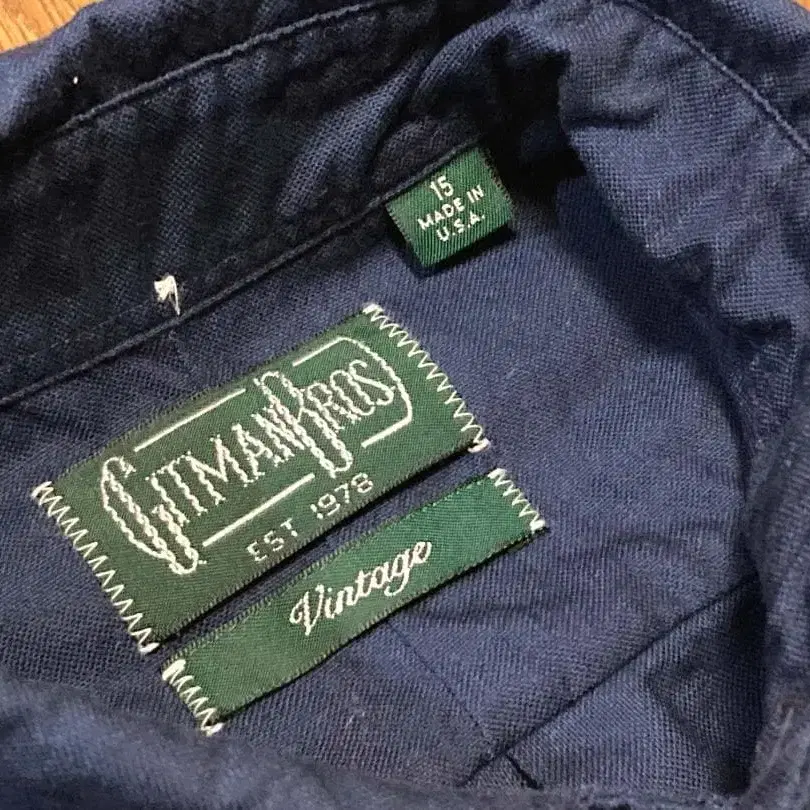 15
MADE IN
U.S.A.
GITMAN BROS
EST 1978
Vintage